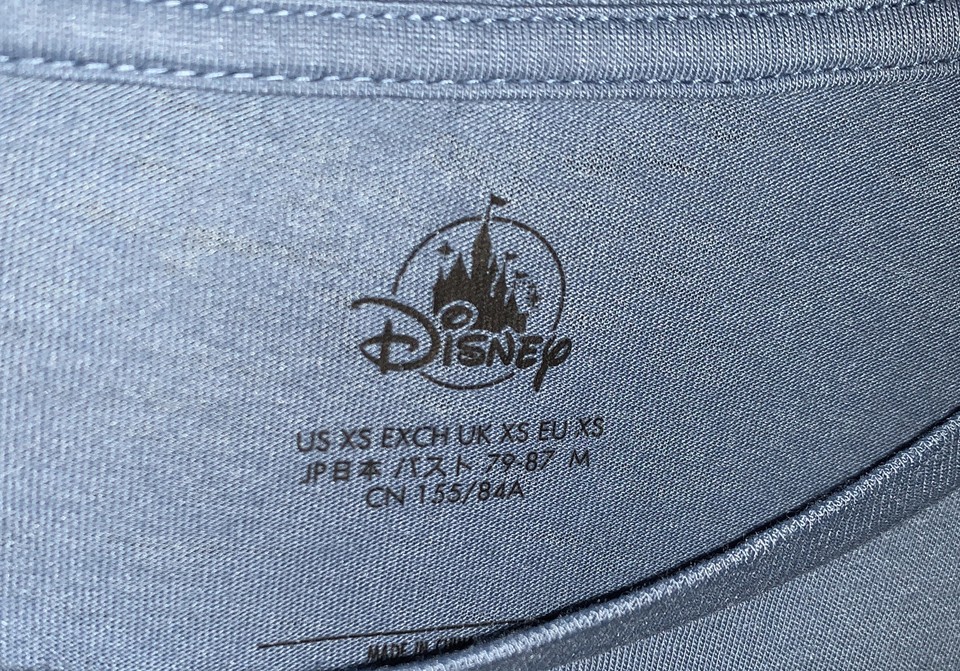 Disney
US XS EXCH UK XS EU XS
JP日本 バスト 79-87 M
CN 155/84A
MADE IN CHINA